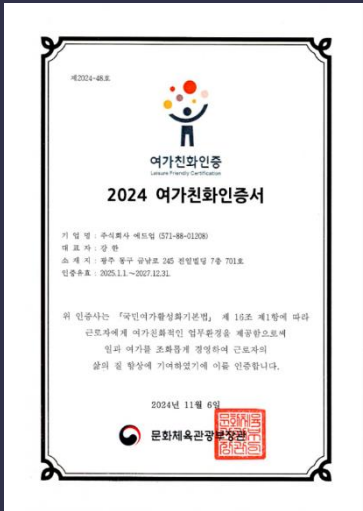 제2024-48호
여가친화인증
Leisure Friendly Certification
2024 여가친화인증서
기 업 명 : 주식회사 에드업 (571-88-01208)
대 표 자 : 강 한
소 재 지 : 광주 동구 금남로 245 전일빌딩 7층 701호
인증유효 : 2025.1.1.~2027.12.31.
위 인증사는 「국민여가활성화기본법」 제 16조 제1항에 따라
근로자에게 여가친화적인 업무환경을 제공함으로써
일과 여가를 조화롭게 경영하여 근로자의
삶의 질 향상에 기여하였기에 이를 인증합니다.
2024년 11월 6일
문화체육관광부장관